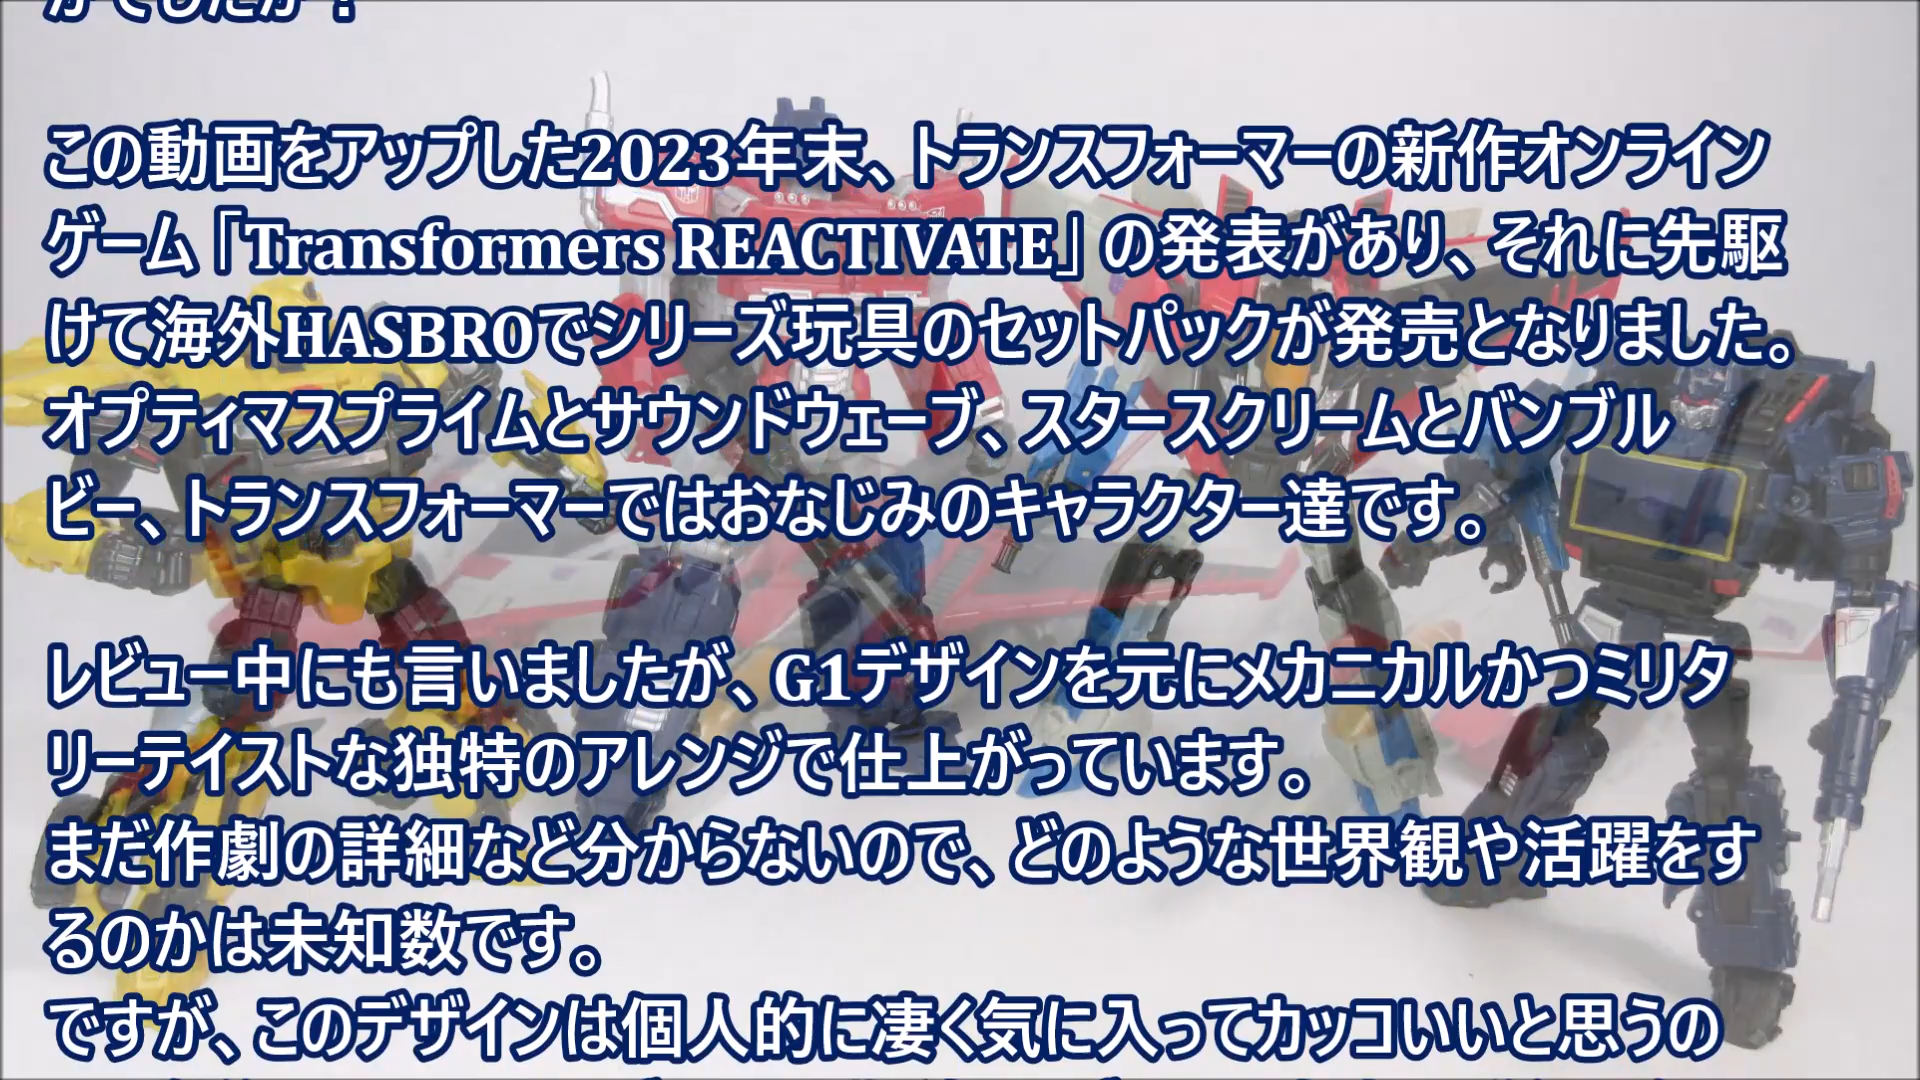 かでしたか？
この動画をアップした2023年末、トランスフォーマーの新作オンライン
ゲーム「Transformers REACTIVATE」の発表があり、それに先駆
けて海外HASBROでシリーズ玩具のセットパックが発売となりました。
オプティマスプライムとサウンドウェーブ、スタースクリームとバンブル
ビー、トランスフォーマーではおなじみのキャラクター達です。
レビュー中にも言いましたが、G1デザインを元にメカニカルかつミリタ
リーテイストな独特のアレンジで仕上がっています。
まだ作劇の詳細など分からないので、どのような世界観や活躍をす
るのかは未知数です。
ですが、このデザインは個人的に凄く気に入ってカッコいいと思うの